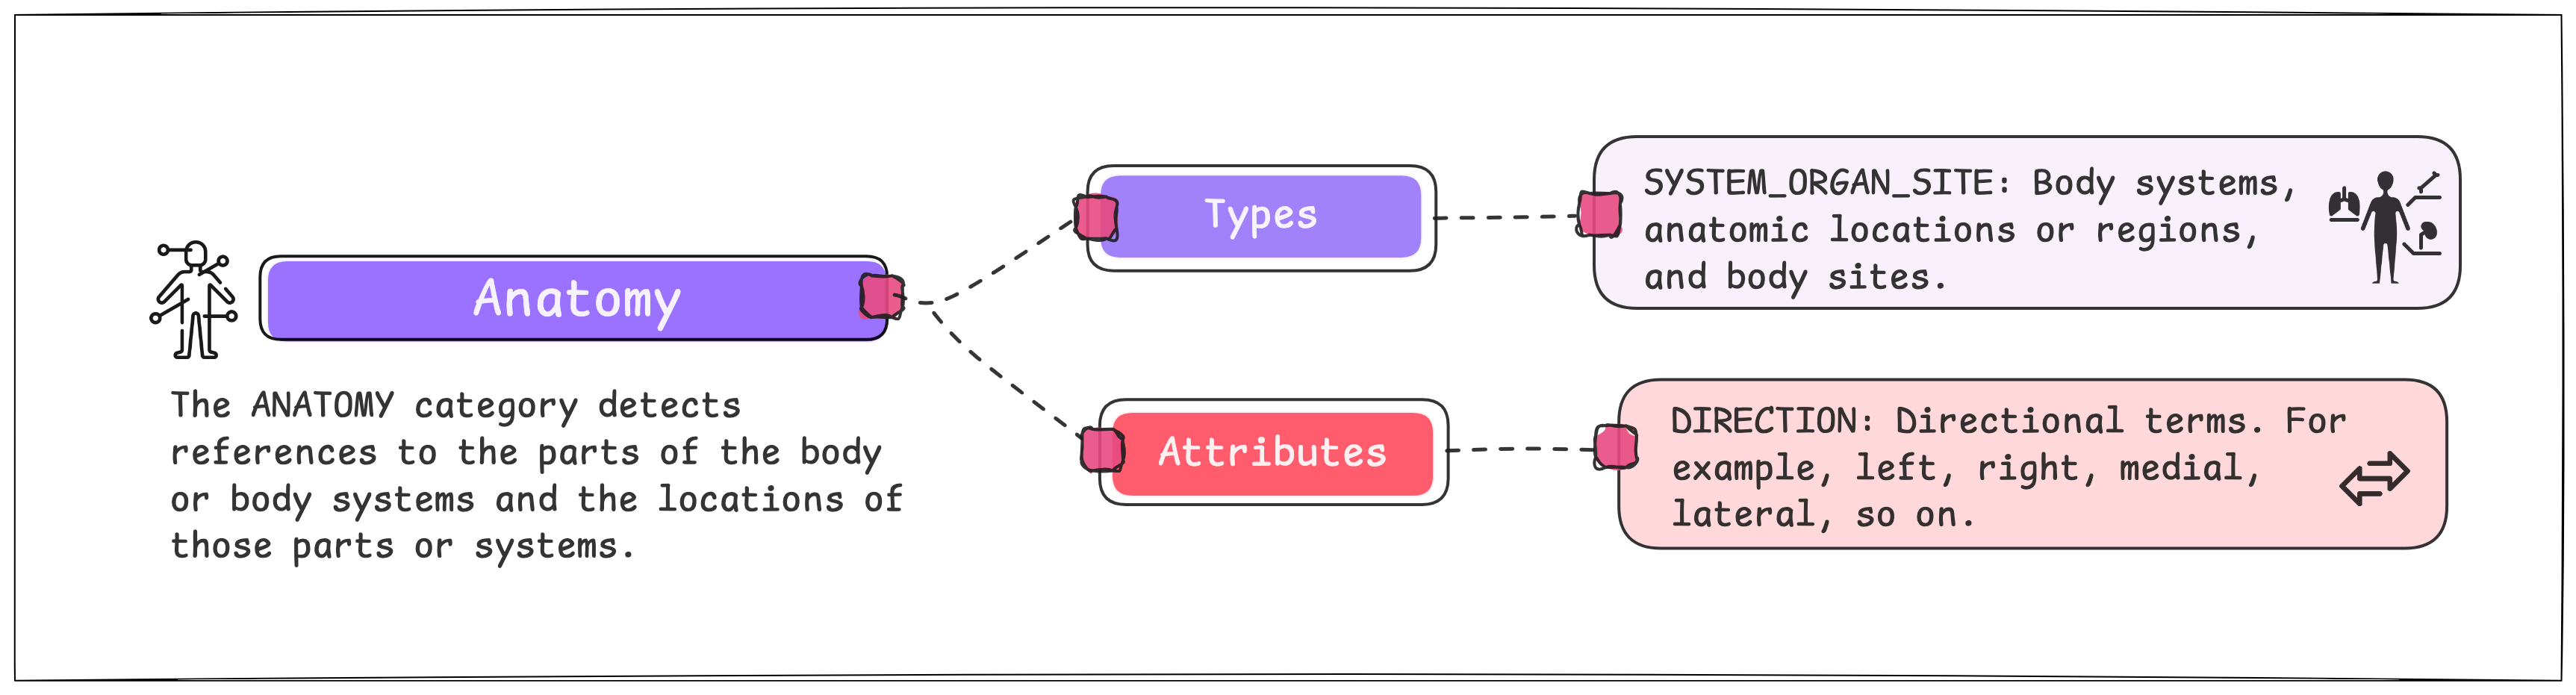 Anatomy
The ANATOMY category detects
references to the parts of the body
or body systems and the locations of
those parts or systems.
Types
SYSTEM_ORGAN_SITE: Body systems,
anatomic locations or regions,
and body sites.
Attributes
DIRECTION: Directional terms. For
example, left, right, medial,
lateral, so on.